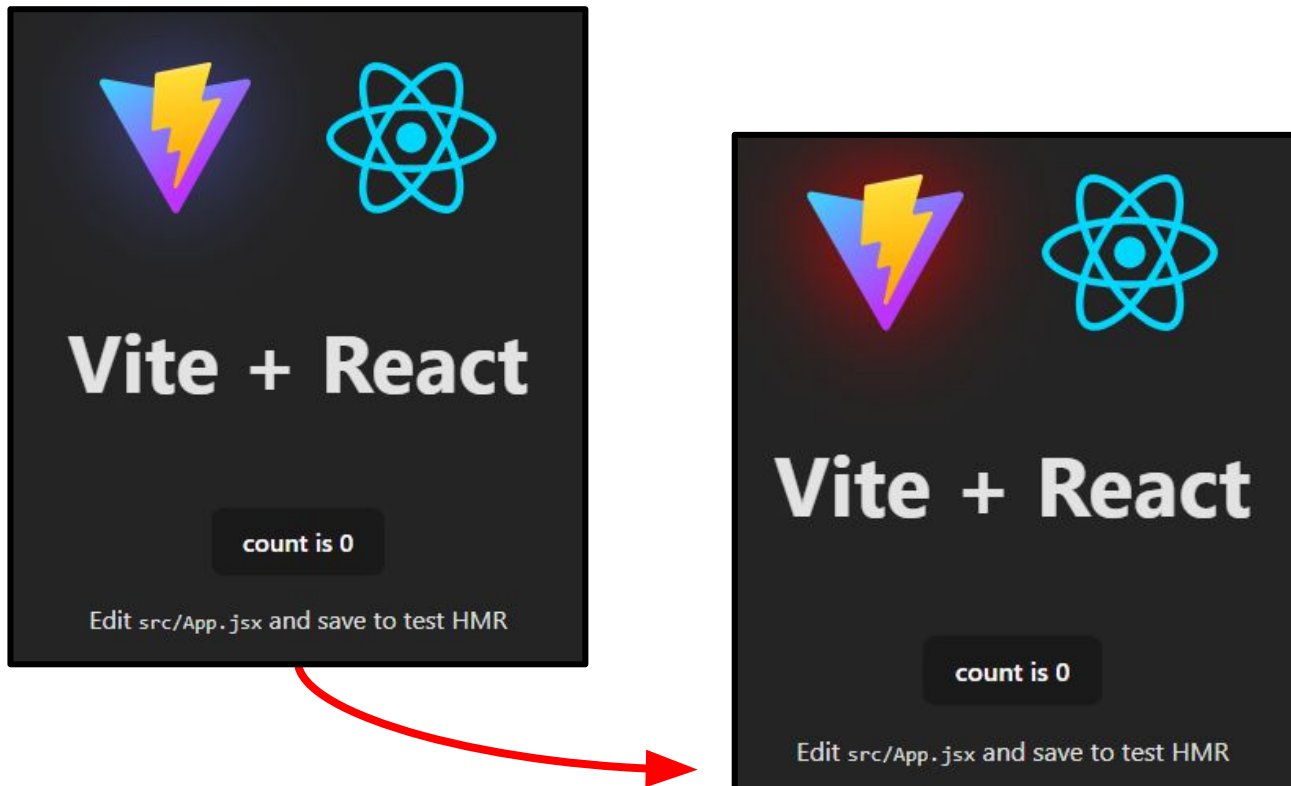 Vite + React
count is 0
Edit src/App.jsx and save to test HMR
Vite + React
count is 0
Edit src/App.jsx and save to test HMR